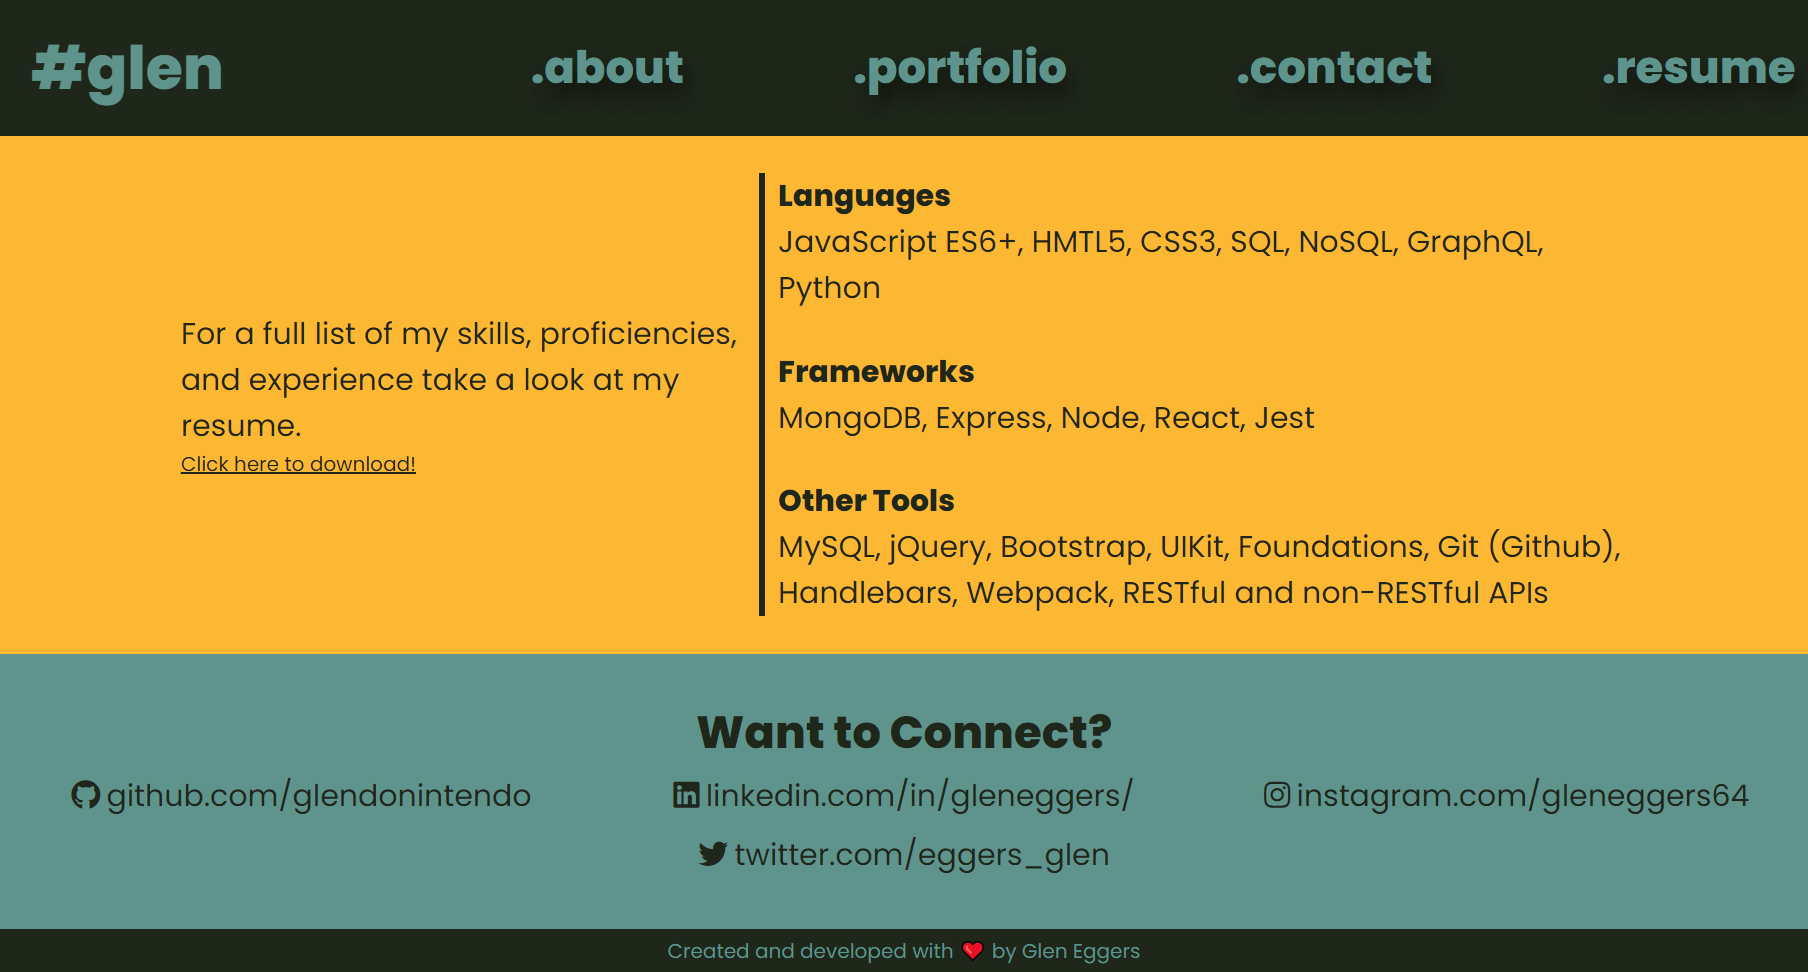 #glen
.about
.portfolio
.contact
.resume
For a full list of my skills, proficiencies,
and experience take a look at my
resume.
Click here to download!
Languages
JavaScript ES6+, HMTL5, CSS3, SQL, NoSQL, GraphQL,
Python
Frameworks
MongoDB, Express, Node, React, Jest
Other Tools
MySQL, jQuery, Bootstrap, UIKit, Foundations, Git (Github),
Handlebars, Webpack, RESTful and non-RESTful APIs
Want to Connect?
github.com/glendonintendo
linkedin.com/in/gleneggers/
instagram.com/gleneggers64
twitter.com/eggers_glen
Created and developed with ❤️ by Glen Eggers